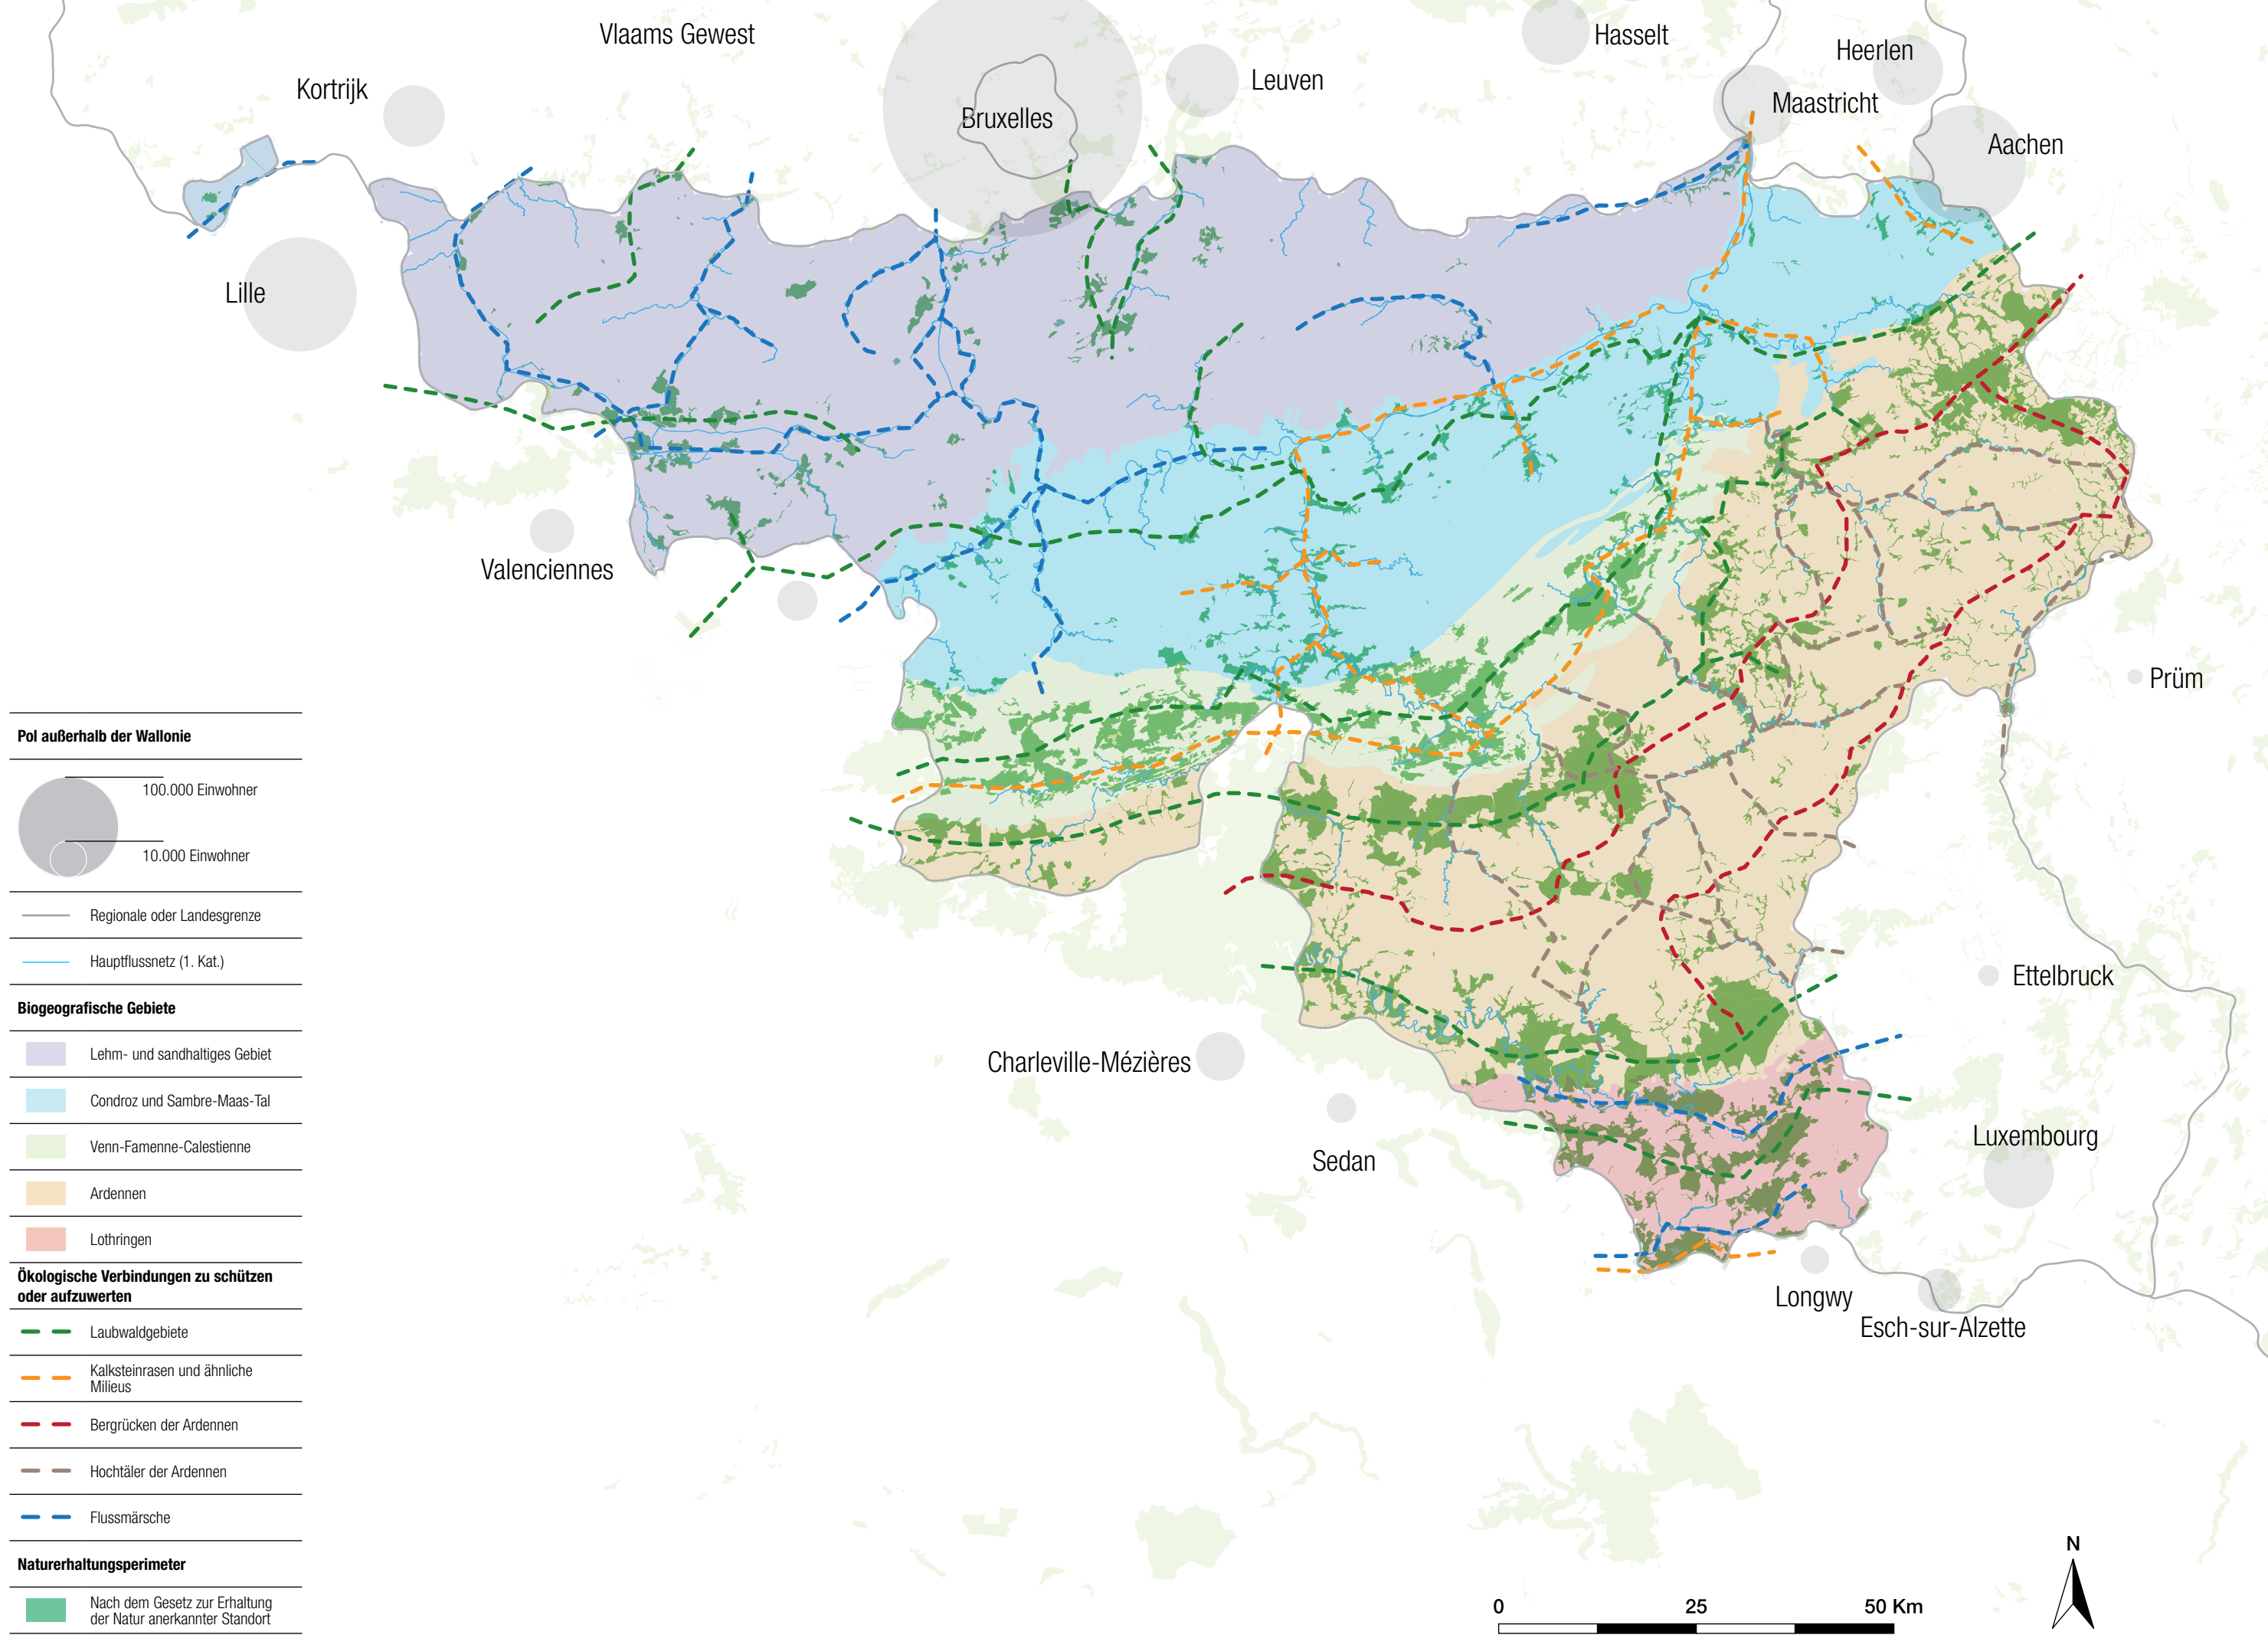 Vlaams Gewest
Hasselt
Heerlen
Kortrijk
Leuven
Bruxelles
Maastricht
Aachen
Lille
Valenciennes
Prüm
Ettelbruck
Charleville-Mézières
Sedan
Luxembourg
Longwy
Esch-sur-Alzette
Pol außerhalb der Wallonie
100.000 Einwohner
10.000 Einwohner
Regionale oder Landesgrenze
Hauptflussnetz (1. Kat.)
Biogeografische Gebiete
Lehm- und sandhaltiges Gebiet
Condroz und Sambre-Maas-Tal
Venn-Famenne-Calestienne
Ardennen
Lothringen
Ökologische Verbindungen zu schützen
oder aufzuwerten
Laubwaldgebiete
Kalksteinrasen und ähnliche
Milieus
Bergrücken der Ardennen
Hochtäler der Ardennen
Flussmärsche
Naturerhaltungsperimeter
Nach dem Gesetz zur Erhaltung
der Natur anerkannter Standort
0 25 50 Km
N